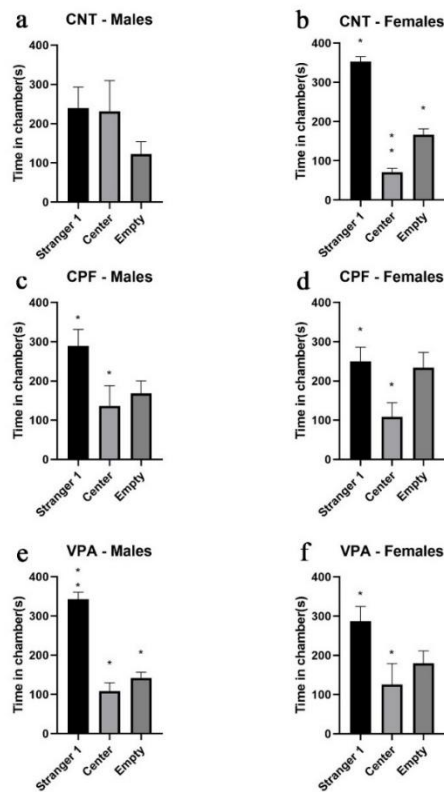 a CNT - Males
Time in chamber(s)
400
300
200
100
0
Stranger 1
Center
Empty
b CNT - Females
Time in chamber(s)
400
300
200
100
0
*
*
*
*
Stranger 1
Center
Empty
c CPF - Males
Time in chamber(s)
400
300
200
100
0
*
*
Stranger 1
Center
Empty
d CPF - Females
Time in chamber(s)
400
300
200
100
0
*
*
Stranger 1
Center
Empty
e VPA - Males
Time in chamber(s)
400
300
200
100
0
*
*
*
*
Stranger 1
Center
Empty
f VPA - Females
Time in chamber(s)
400
300
200
100
0
*
*
Stranger 1
Center
Empty